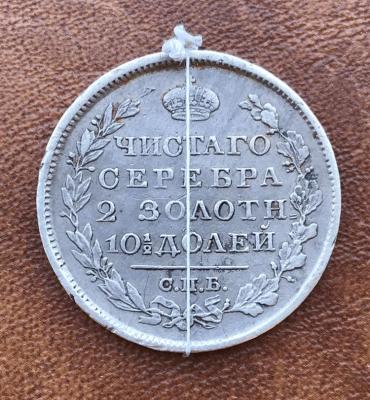 ЧИСТАГО
СЕРЕБРА
2 ЗОЛОТН
10½ ДОЛЕЙ
С.П.Б.